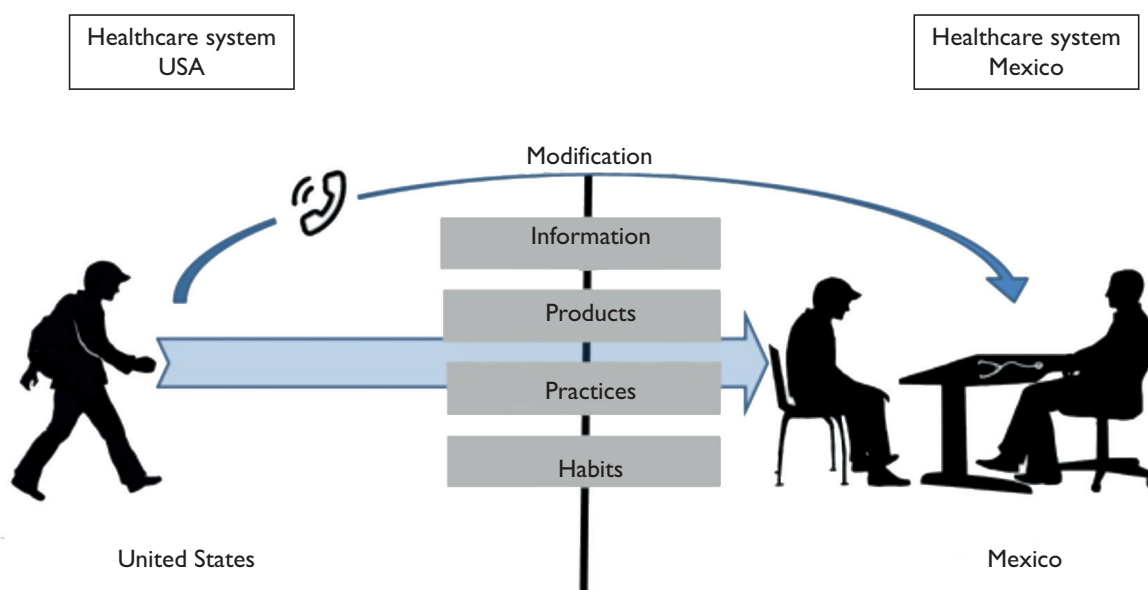 Healthcare system
USA
Healthcare system
Mexico
Modification
Information
Products
Practices
Habits
United States
Mexico